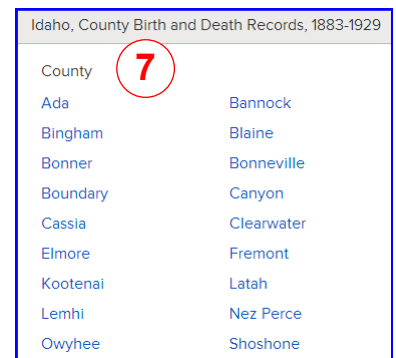 Idaho, County Birth and Death Records, 1883-1929
County 7
Ada Bannock
Bingham Blaine
Bonner Bonneville
Boundary Canyon
Cassia Clearwater
Elmore Fremont
Kootenai Latah
Lemhi Nez Perce
Owyhee Shoshone